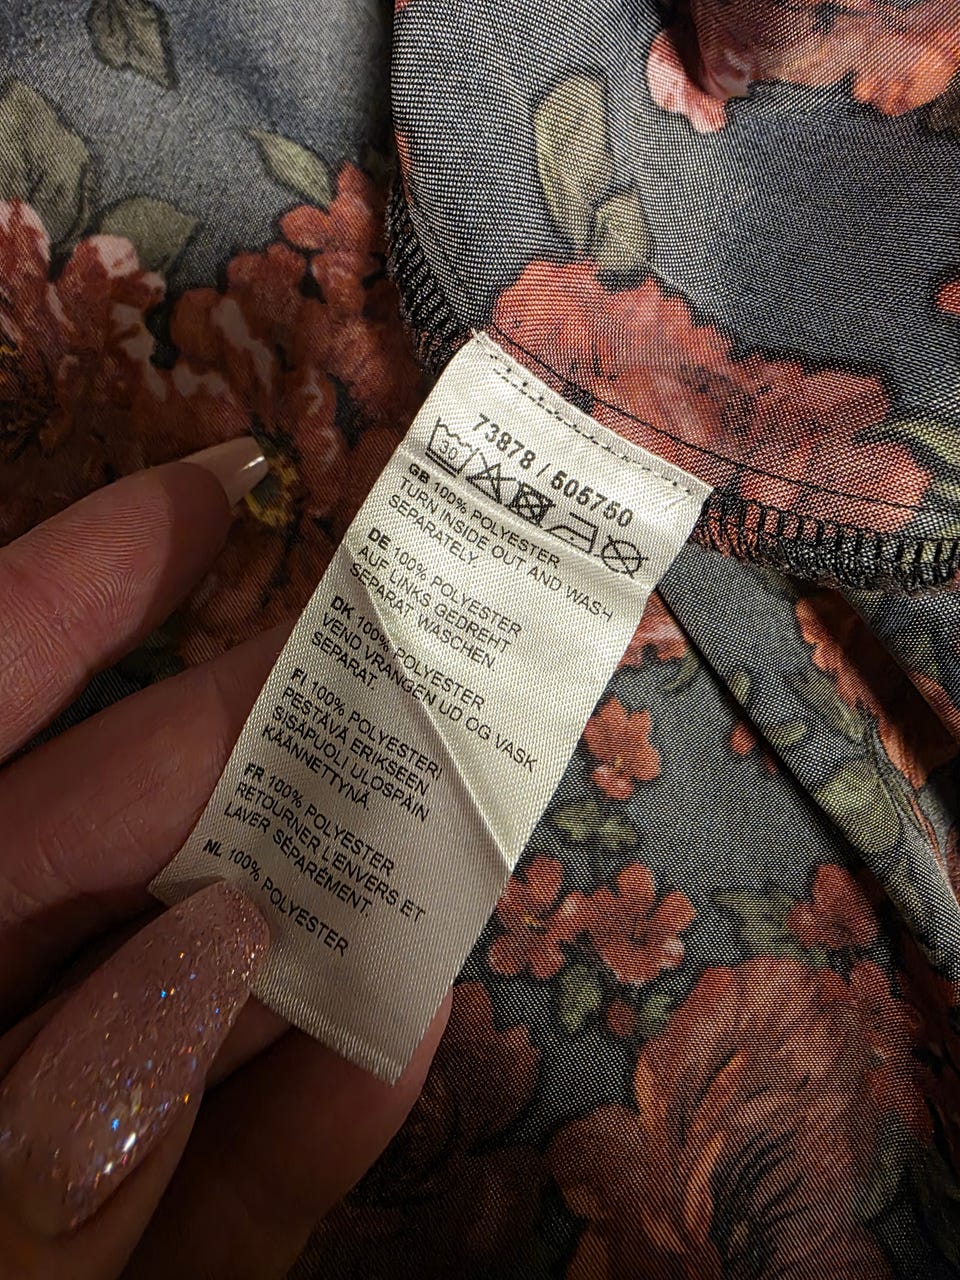 73878 / 505750
30
GB 100% POLYESTER
TURN INSIDE OUT AND WASH
SEPARATELY
DE 100% POLYESTER
AUF LINKS GEDREHT
SEPARAT WASCHEN
DK 100% POLYESTER
VEND VRANGEN UD OG VASK
SEPARAT.
FI 100% POLYESTERI
PESTÄVÄ ERIKSEEN
SISÄPUOLI ULOSPÄIN
KÄÄNNETTYNÄ
FR 100% POLYESTER
RETOURNER L'ENVERS ET
LAVER SÉPARÉMENT.
NL 100% POLYESTER